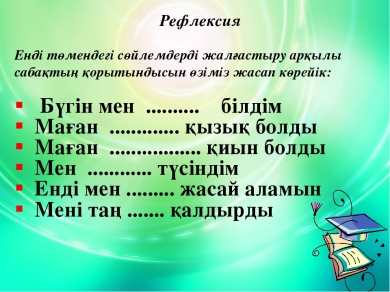 Рефлексия
Енді төмендегі сөйлемдерді жалғастыру арқылы
сабақтың қорытындысын өзіміз жасап көрейік:
▪ Бүгін мен .......... білдім
▪ Маған ............. қызық болды
▪ Маған ................. қиын болды
▪ Мен ............ түсіндім
▪ Енді мен ......... жасай аламын
▪ Мені таң ....... қалдырды